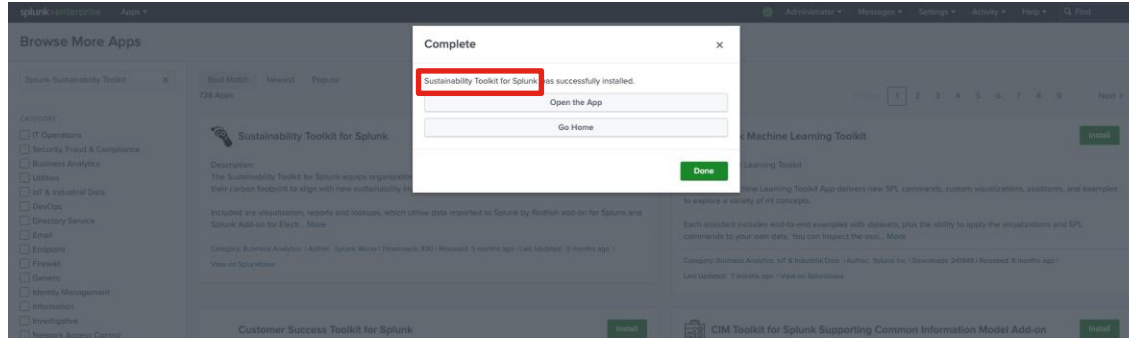 splunk>enterprise Apps
Administrator Messages Settings Activity Help Find
Browse More Apps
Complete
Splunk Sustainability Toolkit
Best Match Newest Popular
738 Apps
Sustainability Toolkit for Splunk was successfully installed.
Open the App
Go Home
Done
1 2 3 4 5 6 7 8 9 Next >
CATEGORY
IT Operations
Security, Fraud & Compliance
Business Analytics
Utilities
IoT & Industrial Data
DevOps
Directory Service
Email
Endpoint
Firewall
Generic
Identity Management
Information
Investigative
Network Access Control
Sustainability Toolkit for Splunk
Description:
The Sustainability Toolkit for Splunk equips organization
their carbon footprint to align with new sustainability
Included are visualisation, reports and lookups, which utilise data imported to Splunk by Redfish add-on for Splunk and
Splunk Add-on for Electr... More
Category: Business Analytics | Author: Splunk Works | Downloads: 830 | Released: 5 months ago | Last Updated: 5 months ago |
View on Splunkbase
Machine Learning Toolkit
Install
Learning Toolkit
Machine Learning Toolkit App delivers new SPL commands, custom visualizations, assistants, and examples
to explore a variety of ml concepts.
Each assistant includes end-to-end examples with datasets, plus the ability to apply the visualizations and SPL
commands to your own data. You can inspect the assi... More
Category: Business Analytics, IoT & Industrial Data | Author: Splunk Inc. | Downloads: | Released: 8 months ago |
Last Updated: 7 months ago | View on Splunkbase
Customer Success Toolkit for Splunk
Install
CIM Toolkit for Splunk Supporting Common Information Model Add-on
Install